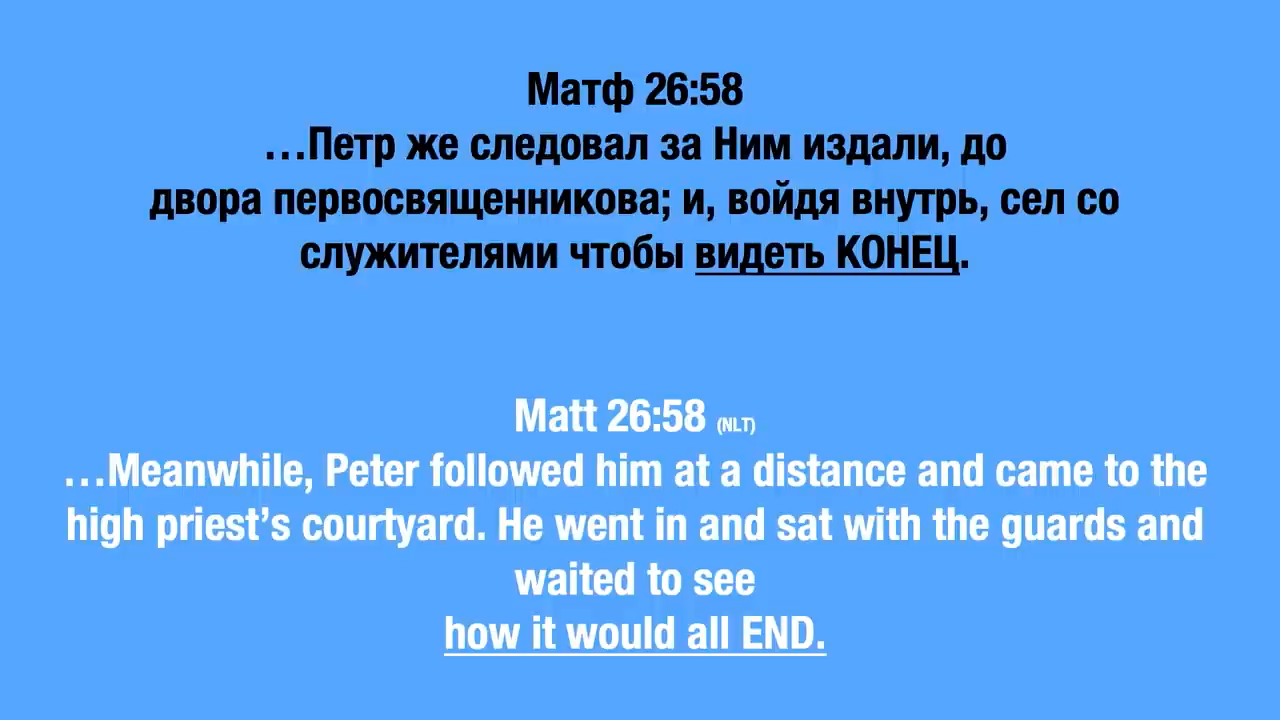 Матф 26:58
…Петр же следовал за Ним издали, до
двора первосвященникова; и, войдя внутрь, сел со
служителями чтобы видеть КОНЕЦ.
Matt 26:58 (NLT)
…Meanwhile, Peter followed him at a distance and came to the
high priest’s courtyard. He went in and sat with the guards and
waited to see
how it would all END.